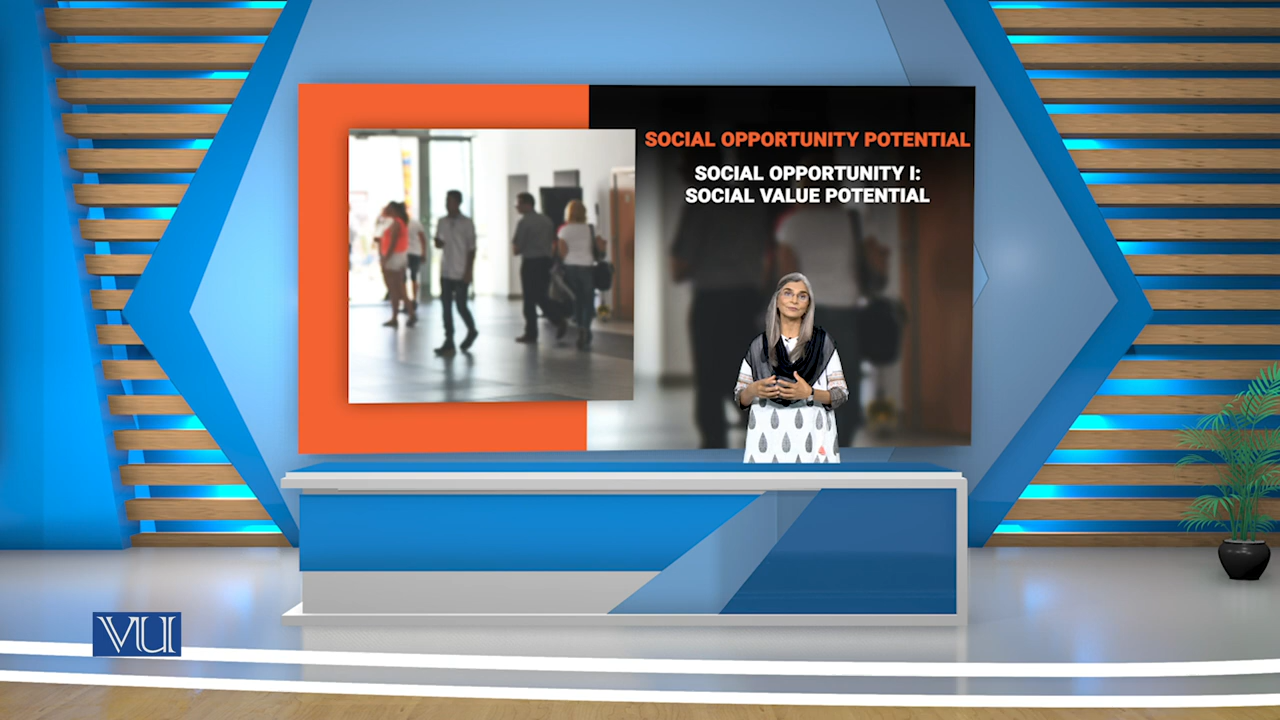 SOCIAL OPPORTUNITY POTENTIAL
SOCIAL OPPORTUNITY I:
SOCIAL VALUE POTENTIAL
VU